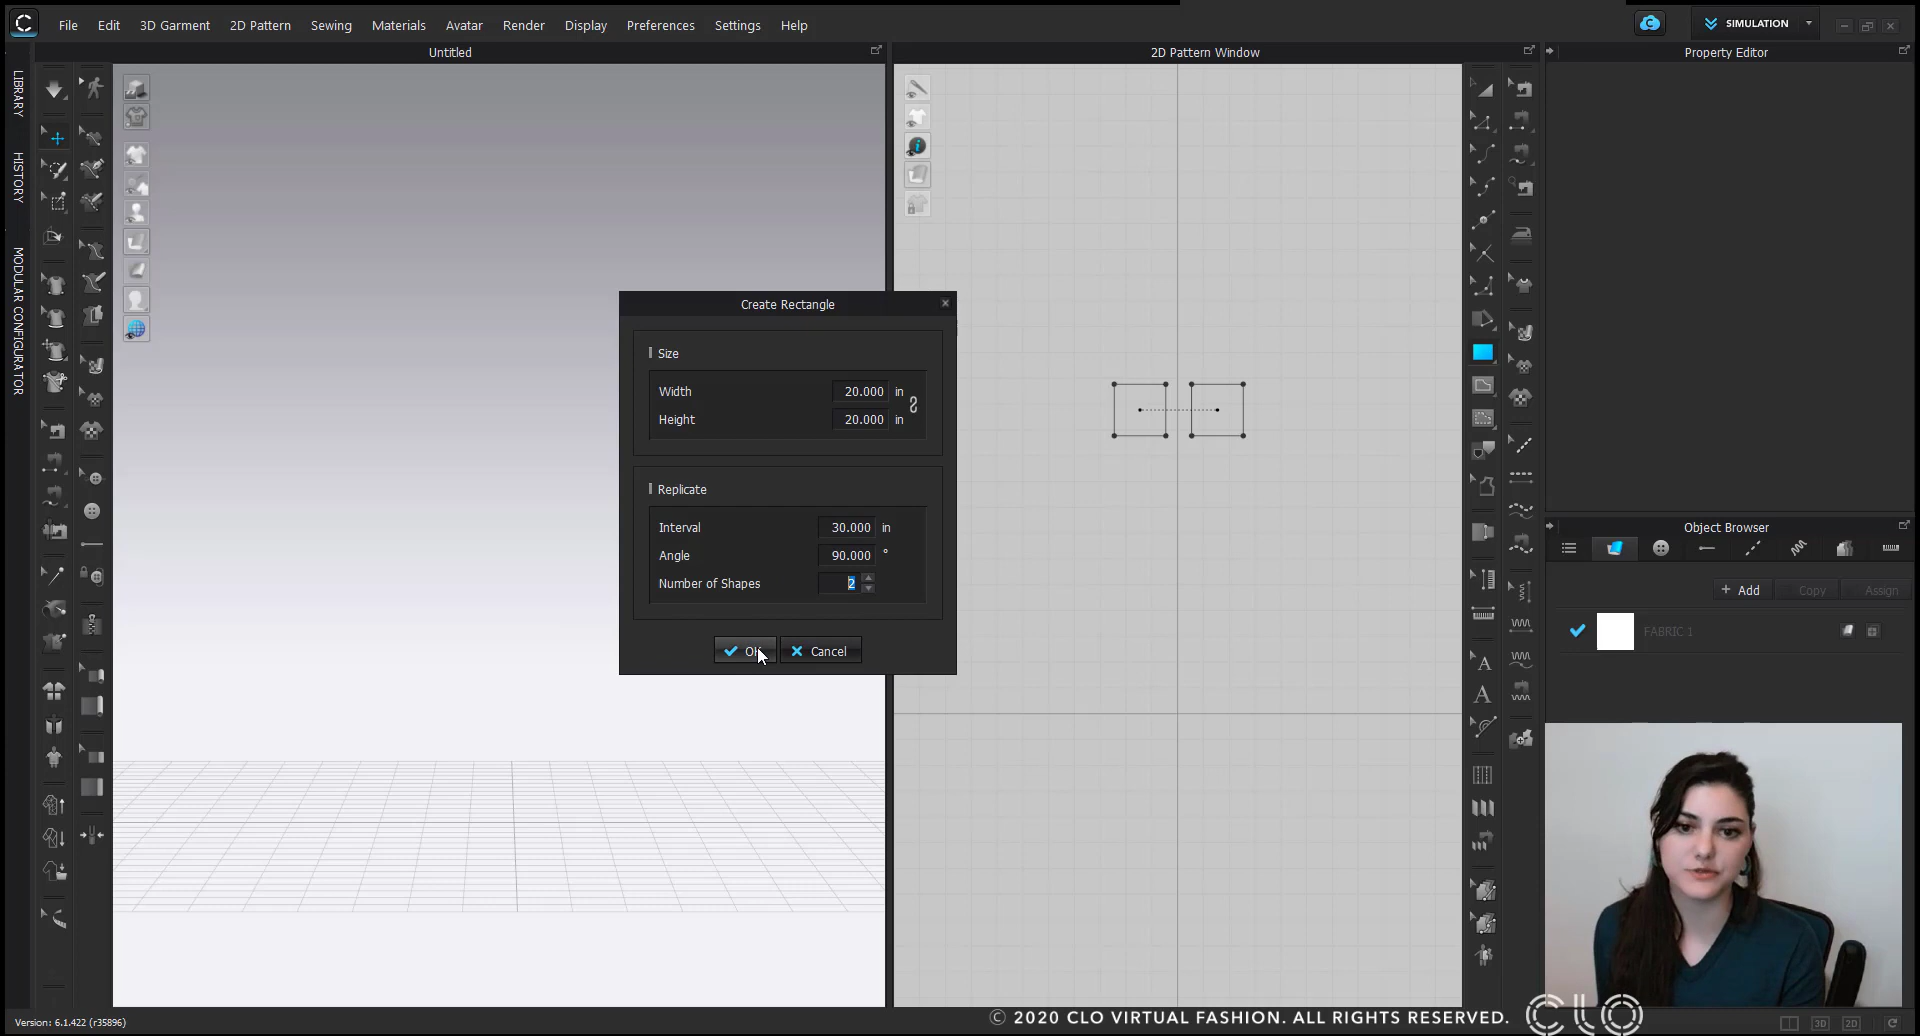 File Edit 3D Garment 2D Pattern Sewing Materials Avatar Render Display Preferences Settings Help
SIMULATION
Untitled
2D Pattern Window
Property Editor
LIBRARY
HISTORY
MODULAR CONFIGURATOR
Create Rectangle
Size
Width 20.000 in
Height 20.000 in
Replicate
Interval 30.000 in
Angle 90.000 °
Number of Shapes 2
OK Cancel
Object Browser
+ Add Copy Assign
FABRIC 1
Version: 6.1.422 (r35896)
© 2020 CLO VIRTUAL FASHION. ALL RIGHTS RESERVED.
CLO
3D 2D